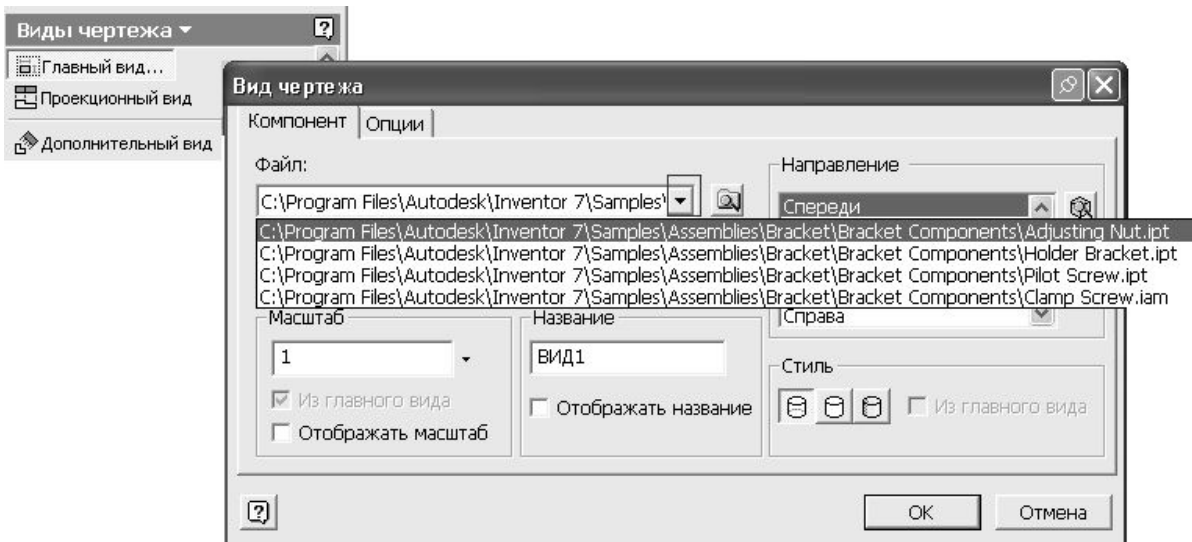 Виды чертежа
Главный вид...
Проекционный вид
Дополнительный вид
Вид чертежа
Компонент
Опции
Файл:
C:\Program Files\Autodesk\Inventor 7\Samples\
C:\Program Files\Autodesk\Inventor 7\Samples\Assemblies\Bracket\Bracket Components\Adjusting Nut.ipt
C:\Program Files\Autodesk\Inventor 7\Samples\Assemblies\Bracket\Bracket Components\Holder Bracket.ipt
C:\Program Files\Autodesk\Inventor 7\Samples\Assemblies\Bracket\Bracket Components\Pilot Screw.ipt
C:\Program Files\Autodesk\Inventor 7\Samples\Assemblies\Bracket\Bracket Components\Clamp Screw.iam
Направление
Спереди
Справа
Масштаб
1
Из главного вида
Отображать масштаб
Название
ВИД1
Отображать название
Стиль
Из главного вида
OK
Отмена